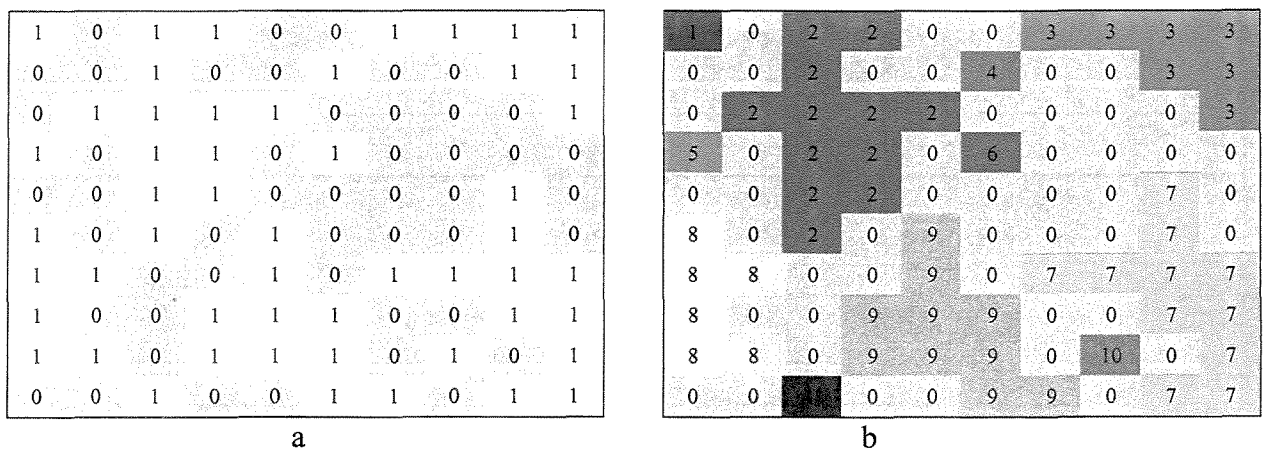 1 0 1 1 0 0 1 1 1 1
0 0 1 0 0 1 0 0 1 1
0 1 1 1 1 0 0 0 0 1
1 0 1 1 0 1 0 0 0 0
0 0 1 1 0 0 0 0 1 0
1 0 1 0 1 0 0 0 1 0
1 1 0 0 1 0 1 1 1 1
1 0 0 1 1 1 0 0 1 1
1 1 0 1 1 1 0 1 0 1
0 0 1 0 0 1 1 0 1 1
a
1 0 2 2 0 0 3 3 3 3
0 0 2 0 0 4 0 0 3 3
0 2 2 2 2 0 0 0 0 3
5 0 2 2 0 6 0 0 0 0
0 0 2 2 0 0 0 0 7 0
8 0 2 0 9 0 0 0 7 0
8 8 0 0 9 0 7 7 7 7
8 0 0 9 9 9 0 0 7 7
8 8 0 9 9 9 0 10 0 7
0 0 0 0 9 9 0 7 7
b